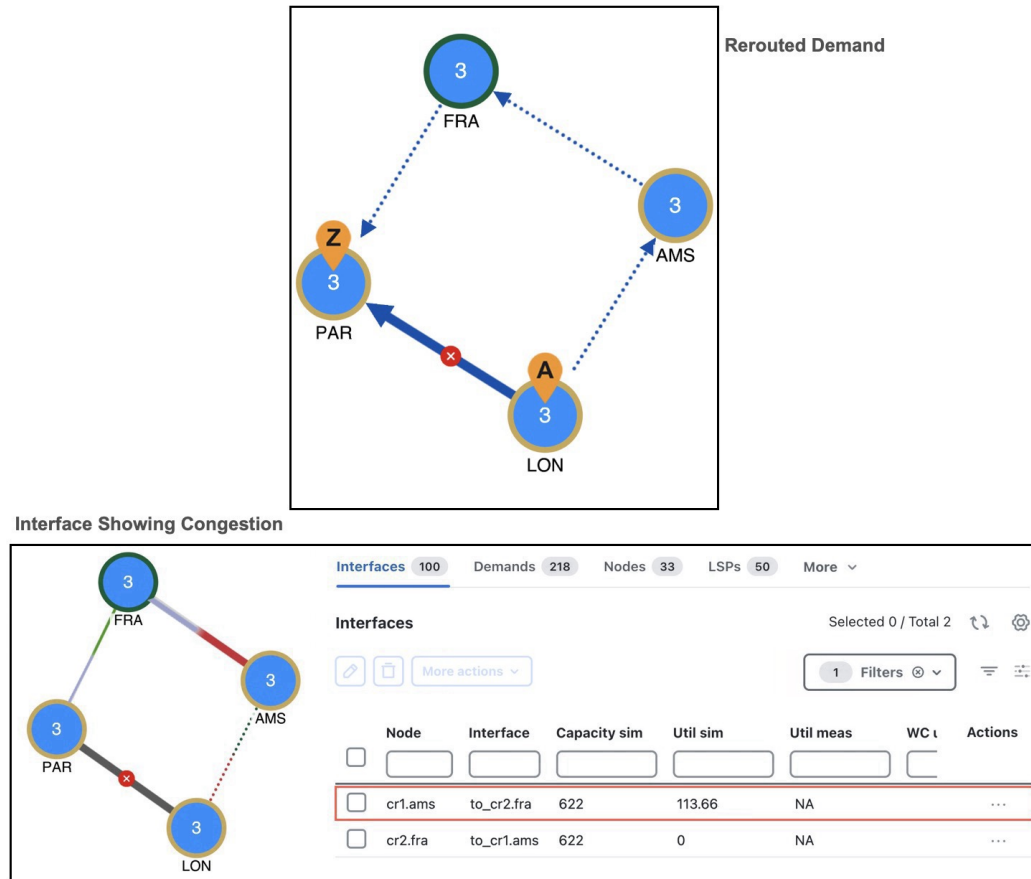 Rerouted Demand
3
FRA
3
AMS
Z
3
PAR
A
3
LON
Interface Showing Congestion
3
FRA
3
AMS
3
PAR
3
LON
Interfaces 100 Demands 218 Nodes 33 LSPs 50 More
Interfaces Selected 0 / Total 2
More actions 1 Filters
Node Interface Capacity sim Util sim Util meas WC Actions
cr1.ams to_cr2.fra 622 113.66 NA ...
cr2.fra to_cr1.ams 622 0 NA ...